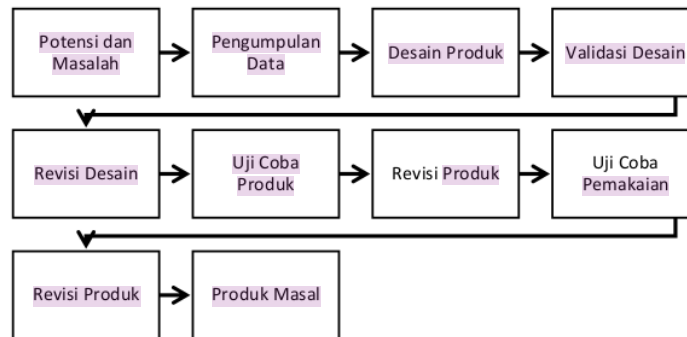 Potensi dan
Masalah
Pengumpulan
Data
Desain Produk
Validasi Desain
Revisi Desain
Uji Coba
Produk
Revisi Produk
Uji Coba
Pemakaian
Revisi Produk
Produk Masal